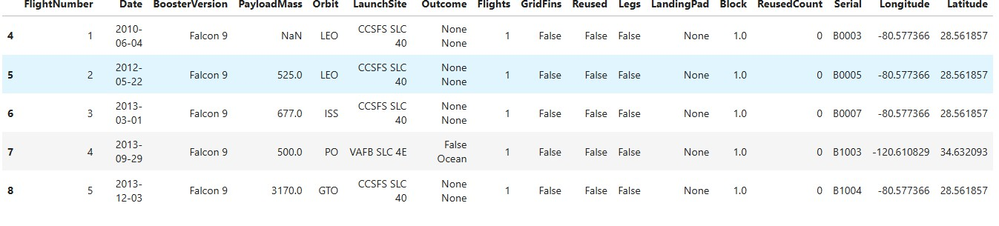 FlightNumber Date BoosterVersion PayloadMass Orbit LaunchSite Outcome Flights GridFins Reused Legs LandingPad Block ReusedCount Serial Longitude Latitude
4 1 2010-06-04 Falcon 9 NaN LEO CCSFS SLC 40 None None 1 False False False None 1.0 0 B0003 -80.577366 28.561857
5 2 2012-05-22 Falcon 9 525.0 LEO CCSFS SLC 40 None None 1 False False False None 1.0 0 B0005 -80.577366 28.561857
6 3 2013-03-01 Falcon 9 677.0 ISS CCSFS SLC 40 None None 1 False False False None 1.0 0 B0007 -80.577366 28.561857
7 4 2013-09-29 Falcon 9 500.0 PO VAFB SLC 4E False Ocean 1 False False False None 1.0 0 B1003 -120.610829 34.632093
8 5 2013-12-03 Falcon 9 3170.0 GTO CCSFS SLC 40 None None 1 False False False None 1.0 0 B1004 -80.577366 28.561857